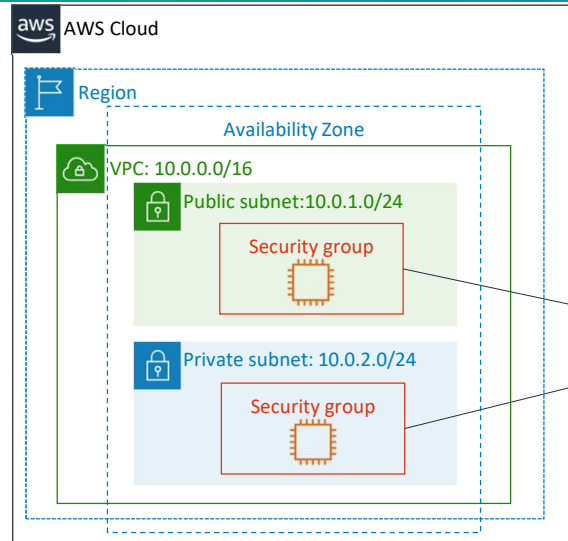 aws
AWS Cloud
Region
Availability Zone
VPC: 10.0.0.0/16
Public subnet:10.0.1.0/24
Security group
Private subnet: 10.0.2.0/24
Security group